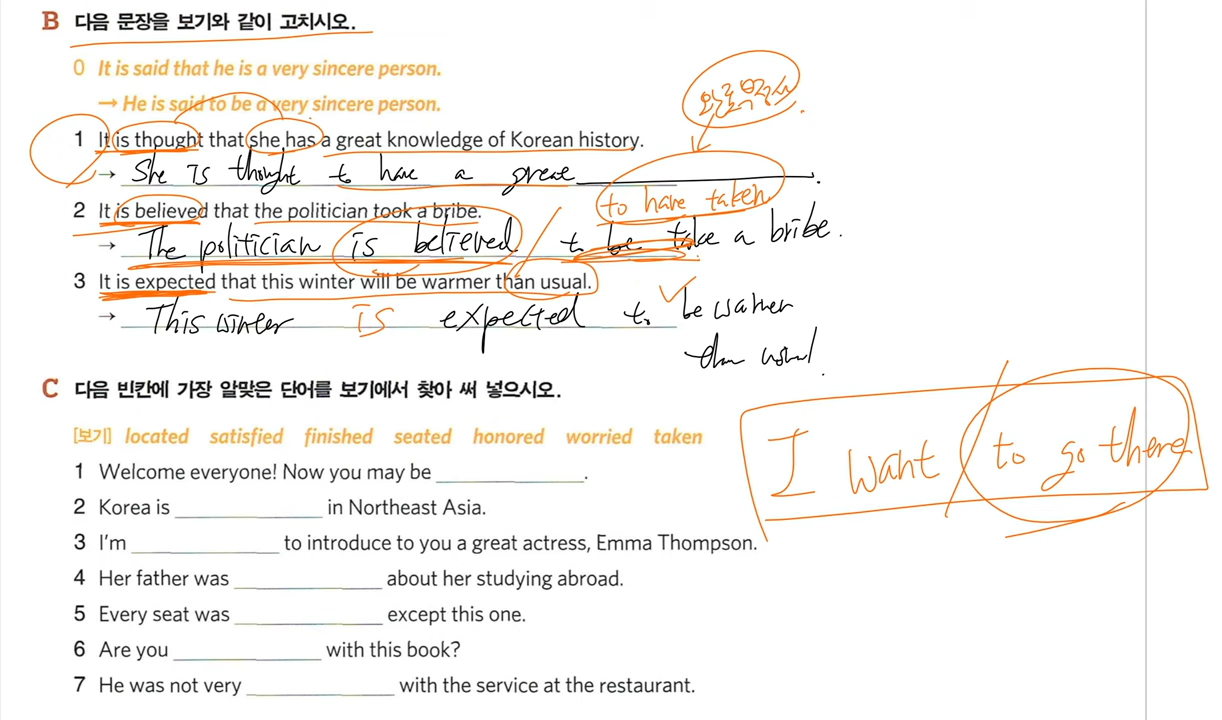 B 다음 문장을 보기와 같이 고치시오.
0 It is said that he is a very sincere person.
→ He is said to be a very sincere person.
완료부정사
1 It is thought that she has a great knowledge of Korean history.
→ She is thought to have a great .
to have taken
2 It is believed that the politician took a bribe.
→ The politician is believed to be take a bribe.
3 It is expected that this winter will be warmer than usual.
→ This winter is expected to be warmer
than usual.
C 다음 빈칸에 가장 알맞은 단어를 보기에서 찾아 써 넣으시오.
[보기] located satisfied finished seated honored worried taken
I want / to go there
1 Welcome everyone! Now you may be .
2 Korea is in Northeast Asia.
3 I'm to introduce to you a great actress, Emma Thompson.
4 Her father was about her studying abroad.
5 Every seat was except this one.
6 Are you with this book?
7 He was not very with the service at the restaurant.